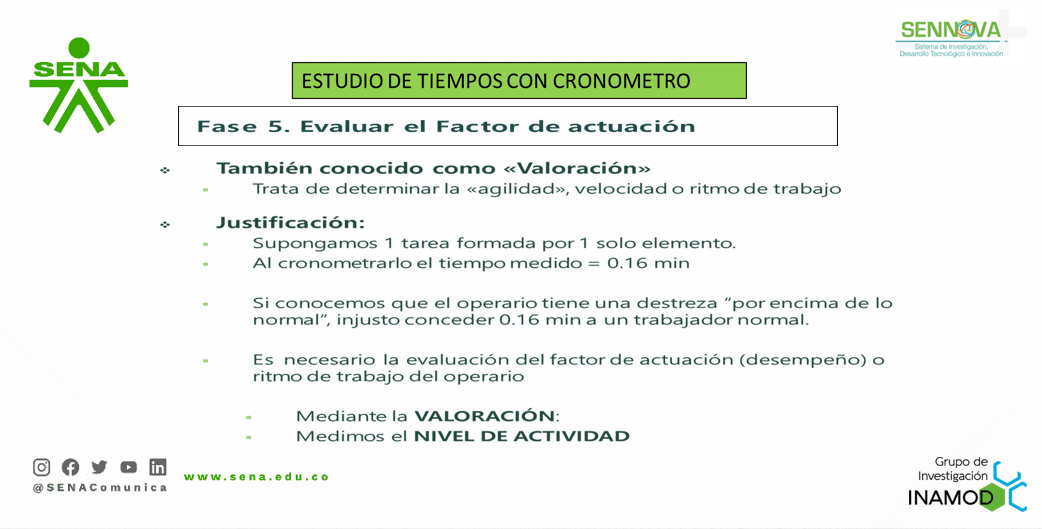 SENNOVA
Sistema de Investigación,
Desarrollo Tecnológico e Innovación
SENA
ESTUDIO DE TIEMPOS CON CRONOMETRO
Fase 5. Evaluar el Factor de actuación
También conocido como «Valoración»
Trata de determinar la «agilidad», velocidad o ritmo de trabajo
Justificación:
Supongamos 1 tarea formada por 1 solo elemento.
Al cronometrarlo el tiempo medido = 0.16 min
Si conocemos que el operario tiene una destreza “por encima de lo
normal”, injusto conceder 0.16 min a un trabajador normal.
Es necesario la evaluación del factor de actuación (desempeño) o
ritmo de trabajo del operario
Mediante la VALORACIÓN:
Medimos el NIVEL DE ACTIVIDAD
@SENAComunica
www.sena.edu.co
Grupo de
Investigación
INAMOD